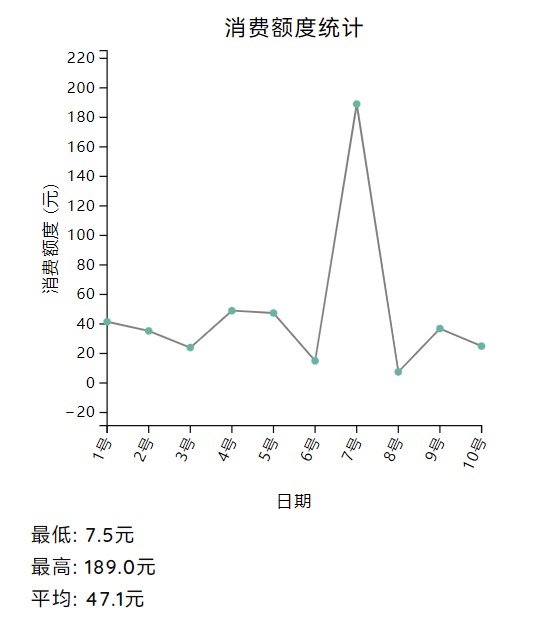 消费额度统计
消费额度（元）
220
200
180
160
140
120
100
80
60
40
20
0
−20
1号
2号
3号
4号
5号
6号
7号
8号
9号
10号
日期
最低: 7.5元
最高: 189.0元
平均: 47.1元